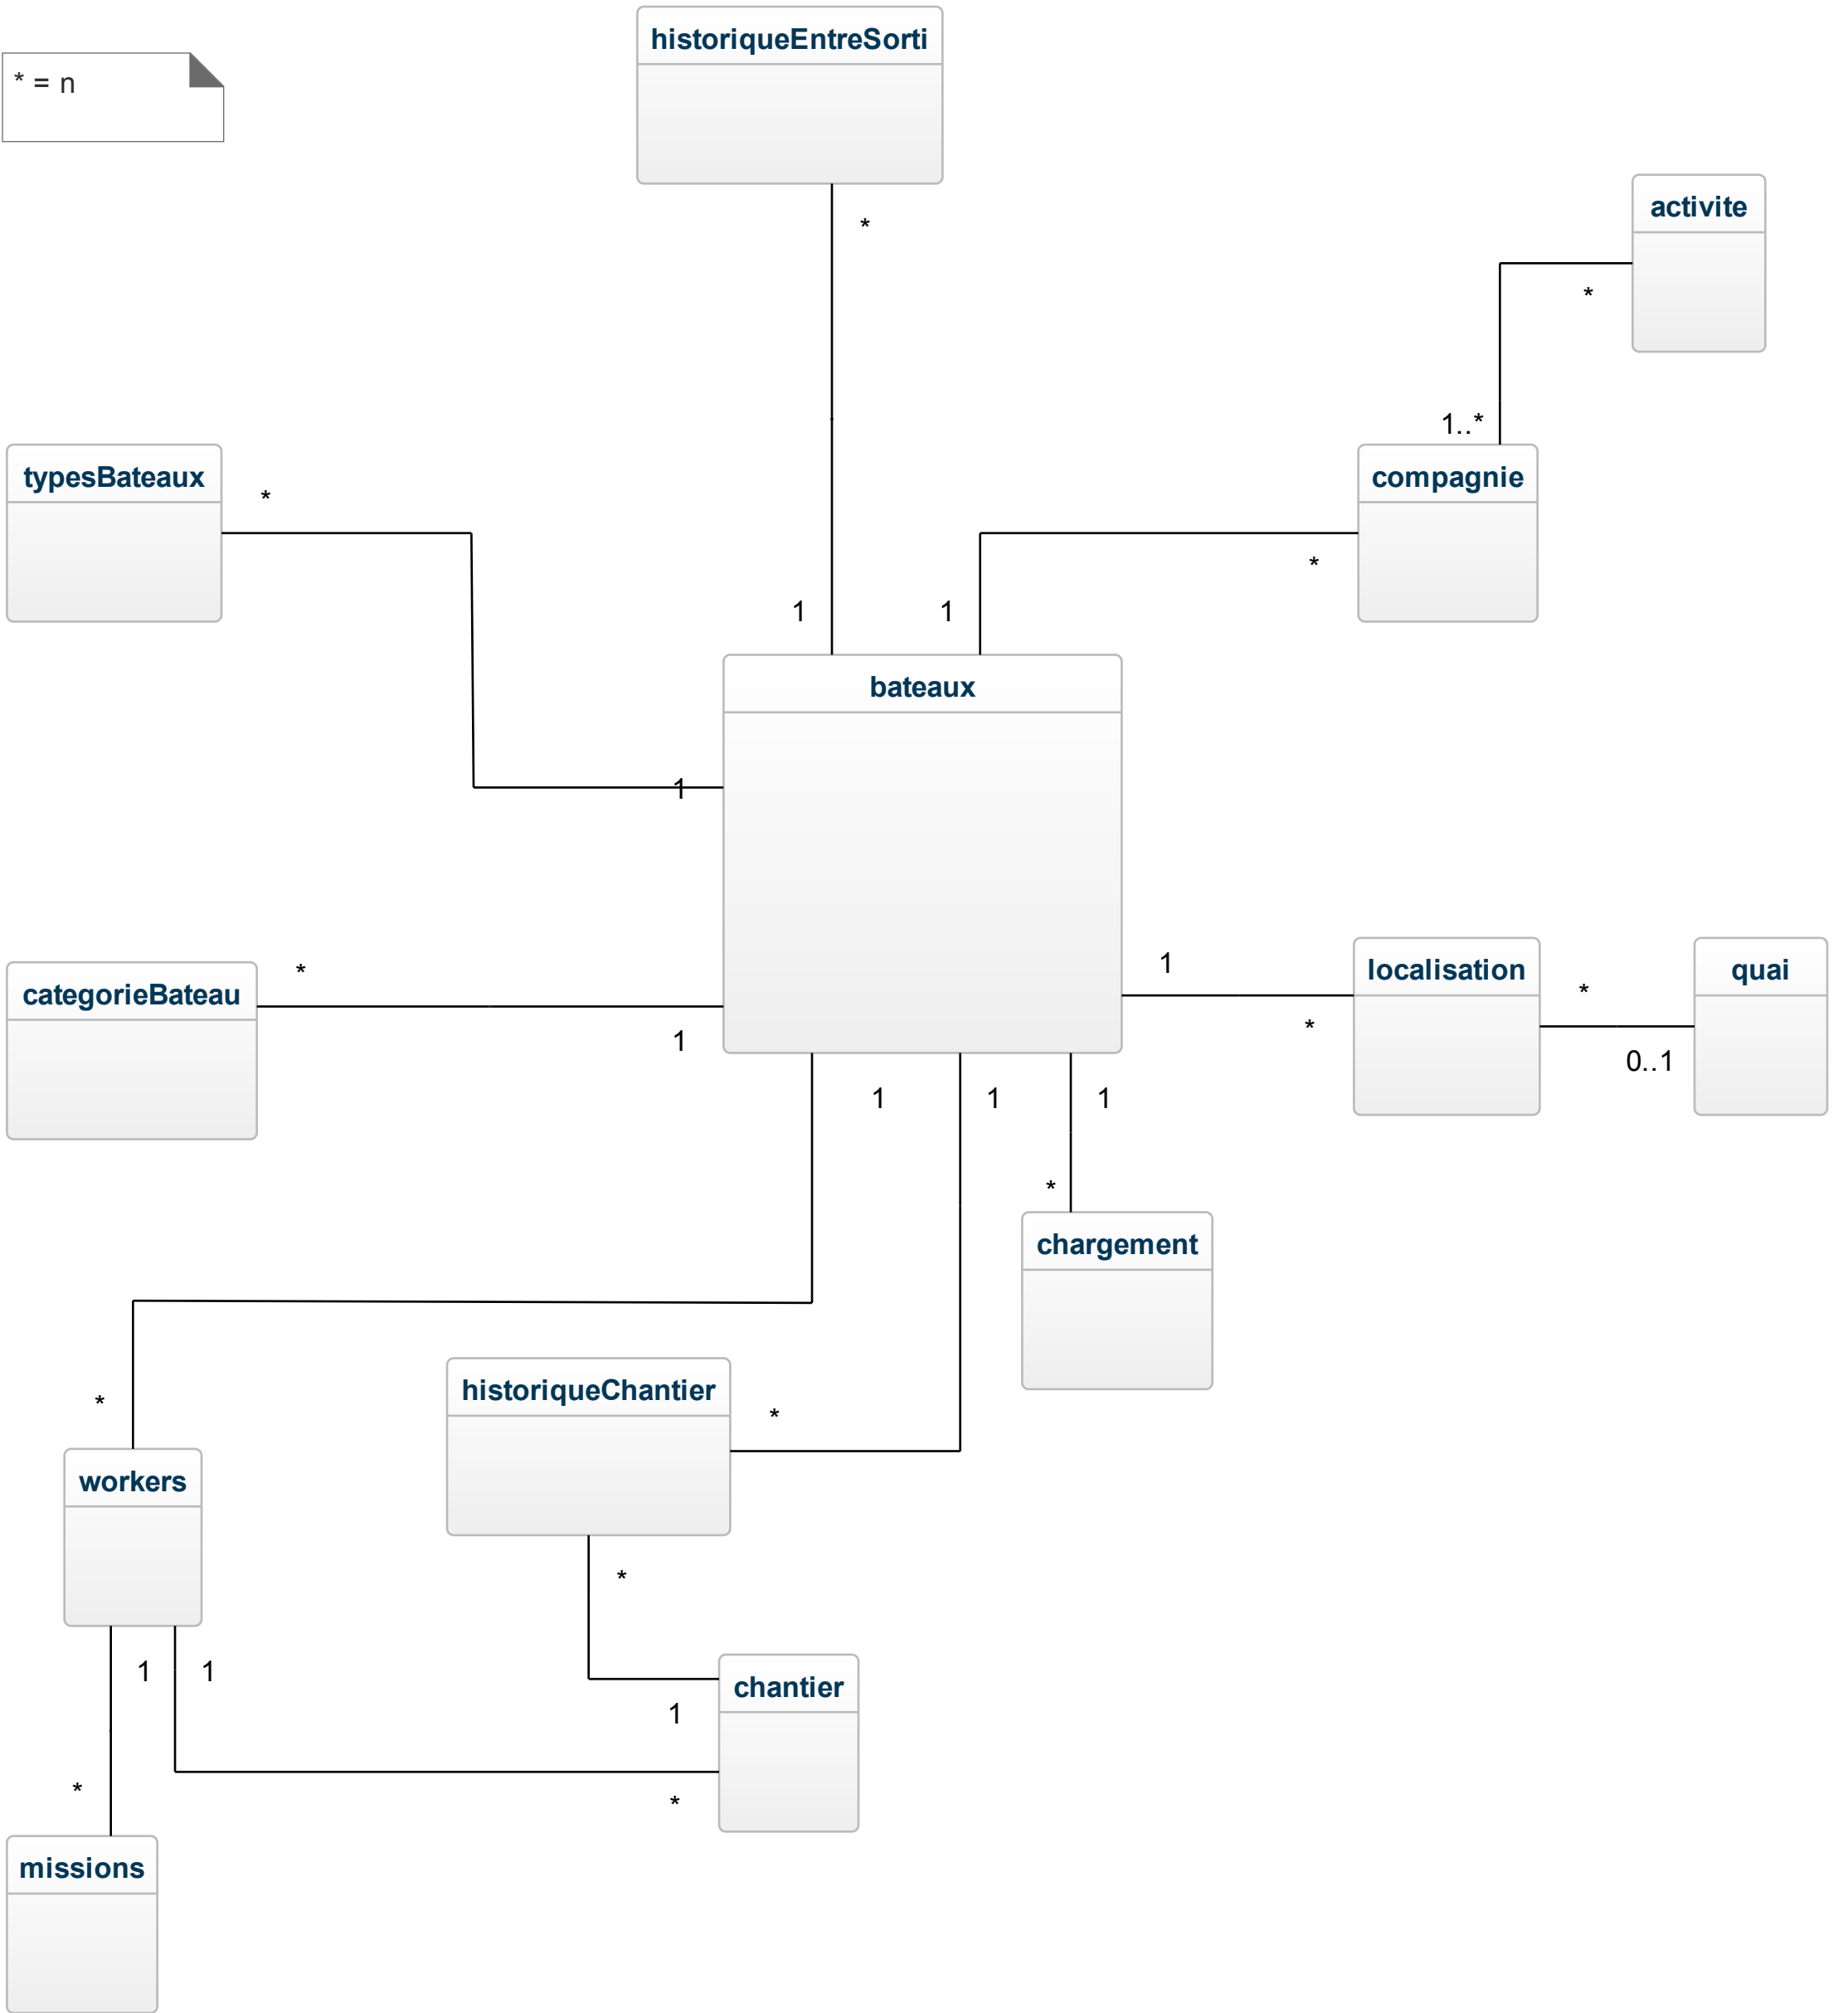 historiqueEntreSorti
* = n
*
activite
*
1..*
typesBateaux
*
compagnie
*
1
1
bateaux
1
categorieBateau
*
1
1
localisation
*
*
quai
0..1
1
1
1
*
chargement
historiqueChantier
*
*
workers
*
1
1
chantier
1
*
*
missions